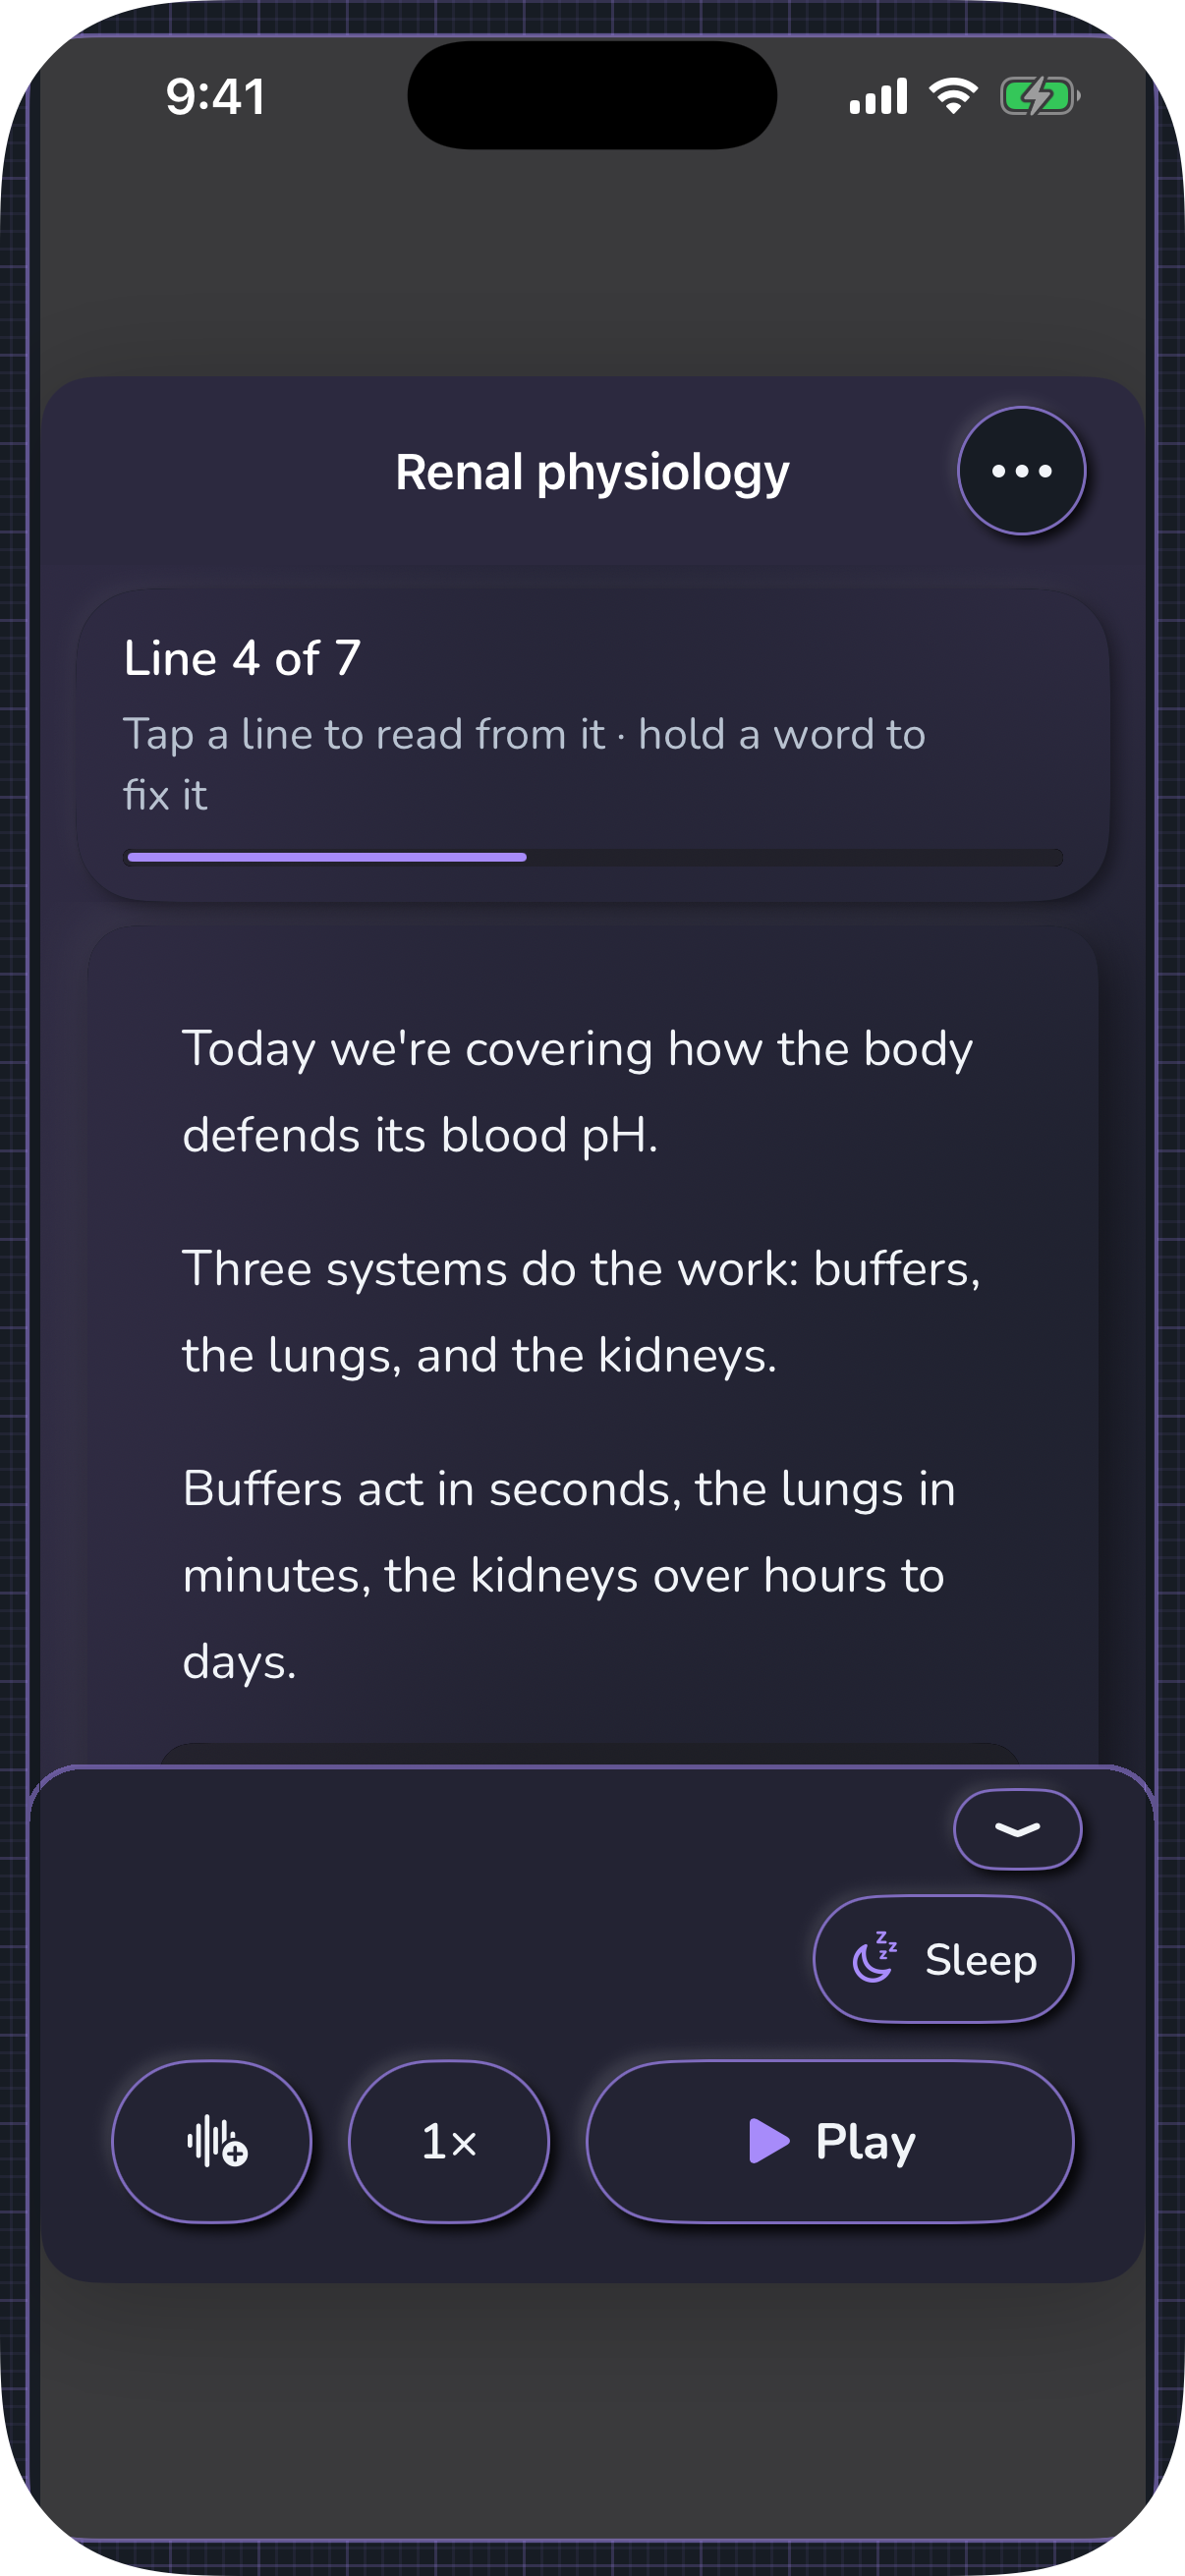 9:41
Renal physiology
Line 4 of 7
Tap a line to read from it · hold a word to
fix it
Today we're covering how the body
defends its blood pH.
Three systems do the work: buffers,
the lungs, and the kidneys.
Buffers act in seconds, the lungs in
minutes, the kidneys over hours to
days.
Sleep
1×
Play